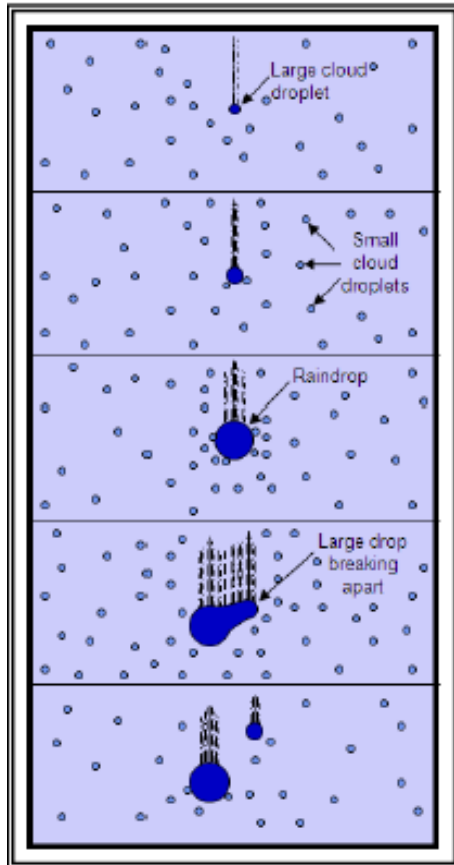 Large cloud
droplet
Small
cloud
droplets
Raindrop
Large drop
breaking
apart